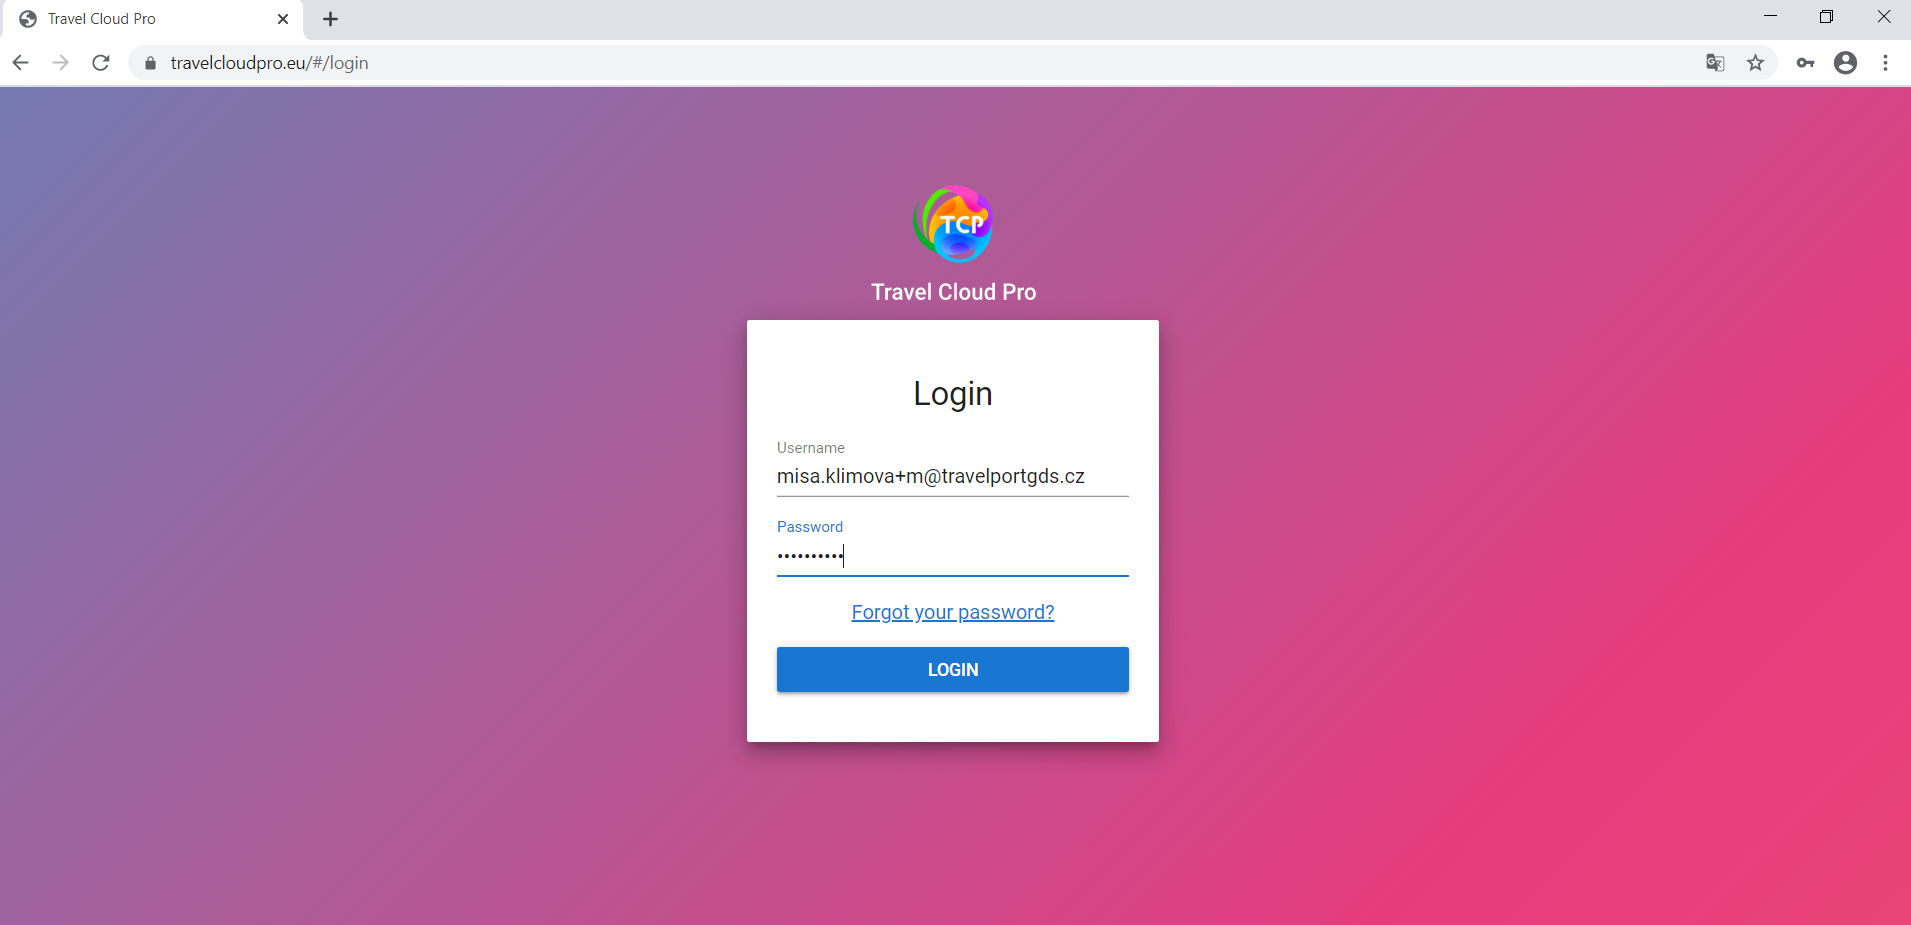 Travel Cloud Pro
travelcloudpro.eu/#/login
TCP
Travel Cloud Pro
Login
Username
misa.klimova+m@travelportgds.cz
Password
••••••••••
Forgot your password?
LOGIN